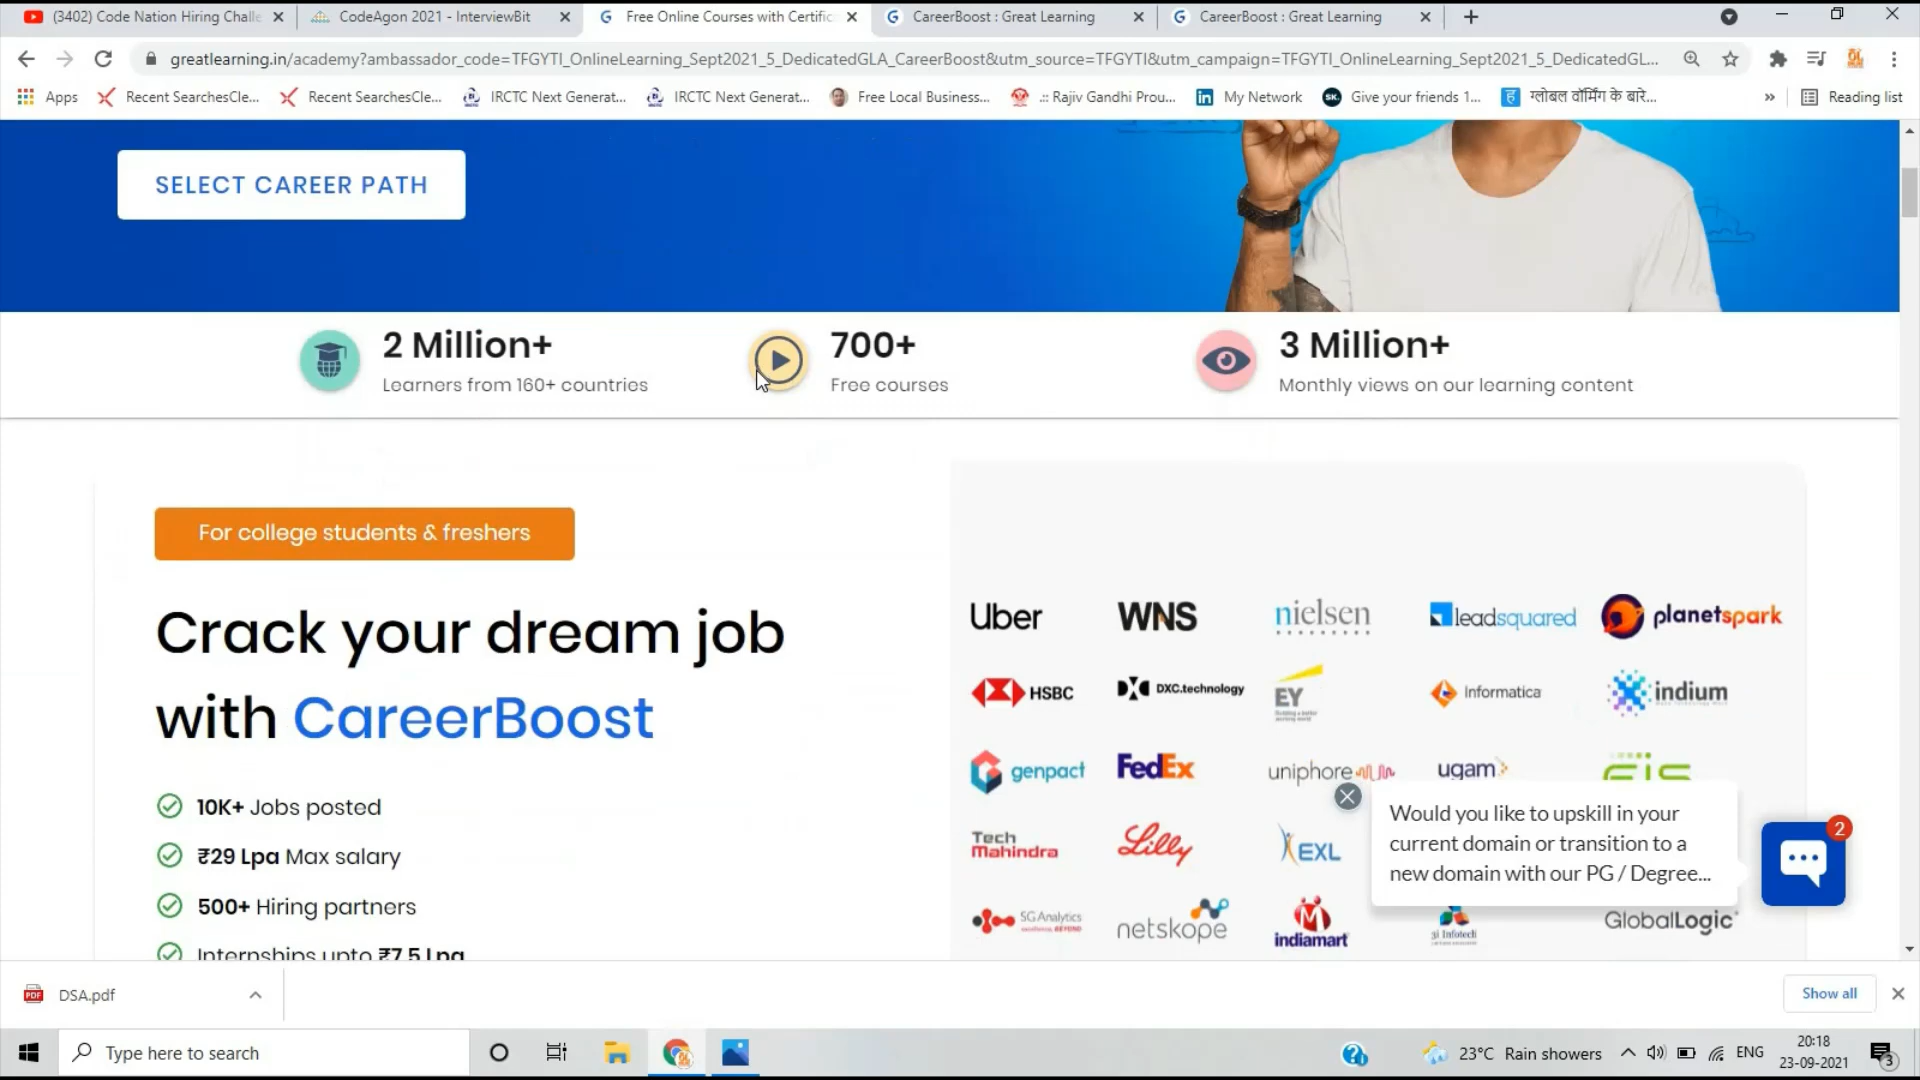 (3402) Code Nation Hiring Challe
CodeAgon 2021 - InterviewBit
Free Online Courses with Certific
CareerBoost : Great Learning
CareerBoost : Great Learning
greatlearning.in/academy?ambassador_code=TFGYTI_OnlineLearning_Sept2021_5_DedicatedGLA_CareerBoost&utm_source=TFGYTI&utm_campaign=TFGYTI_OnlineLearning_Sept2021_5_DedicatedGL...
Apps
Recent SearchesCle...
Recent SearchesCle...
IRCTC Next Generat...
IRCTC Next Generat...
Free Local Business...
.:: Rajiv Gandhi Prou...
My Network
Give your friends 1...
ग्लोबल वॉर्मिंग के बारे...
Reading list
SELECT CAREER PATH
2 Million+
Learners from 160+ countries
700+
Free courses
3 Million+
Monthly views on our learning content
For college students & freshers
Crack your dream job
with CareerBoost
10K+ Jobs posted
₹29 Lpa Max salary
500+ Hiring partners
Internships upto ₹7.5 Lpa
Uber WNS nielsen leadsquared planetspark
HSBC DXC.technology EY Informatica indium
genpact FedEx uniphore ugam FIS
Tech Mahindra Lilly EXL
SG Analytics netskope indiamart 3i Infotech GlobalLogic
Would you like to upskill in your
current domain or transition to a
new domain with our PG / Degree...
2
DSA.pdf
Show all
Type here to search
23°C Rain showers
ENG
20:18
23-09-2021
3